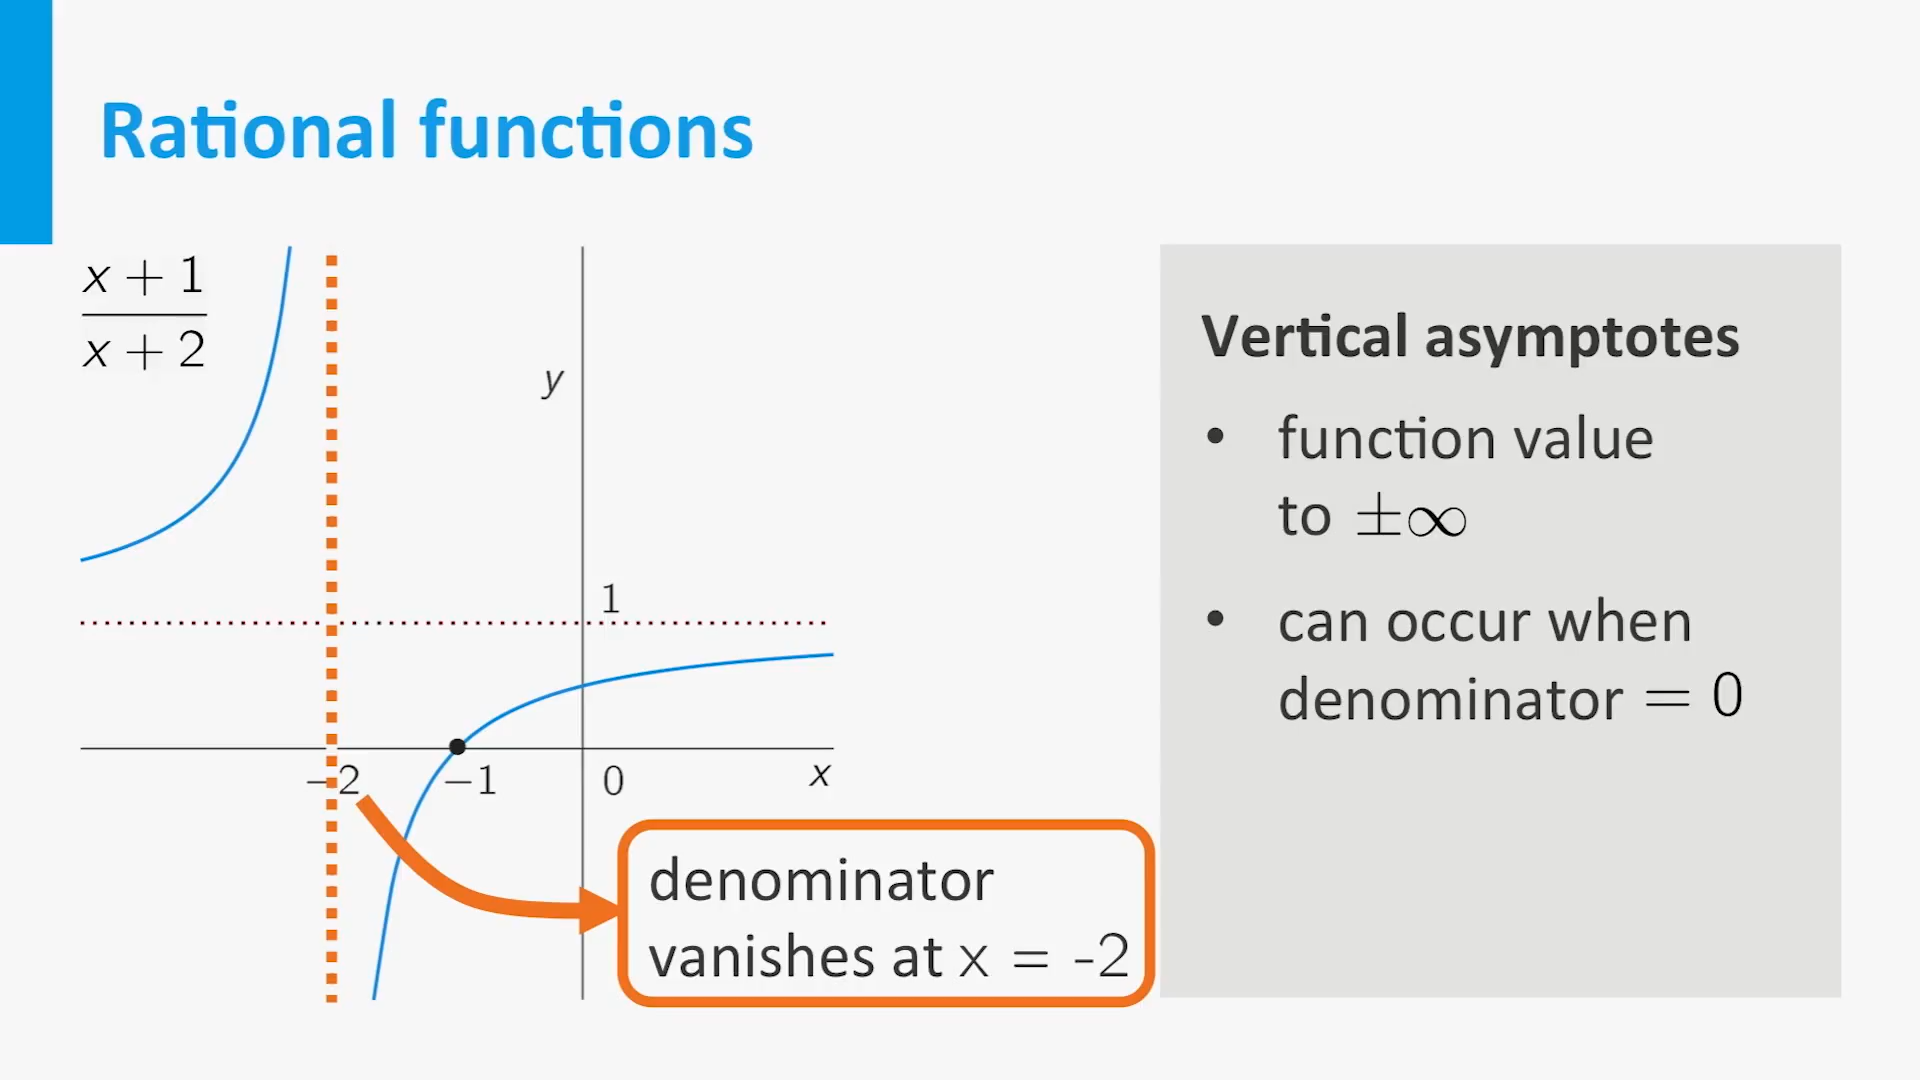 Rational functions
x + 1
x + 2
y
1
−2
−1
0
x
denominator
vanishes at x = -2
Vertical asymptotes
• function value
to ±∞
• can occur when
denominator = 0